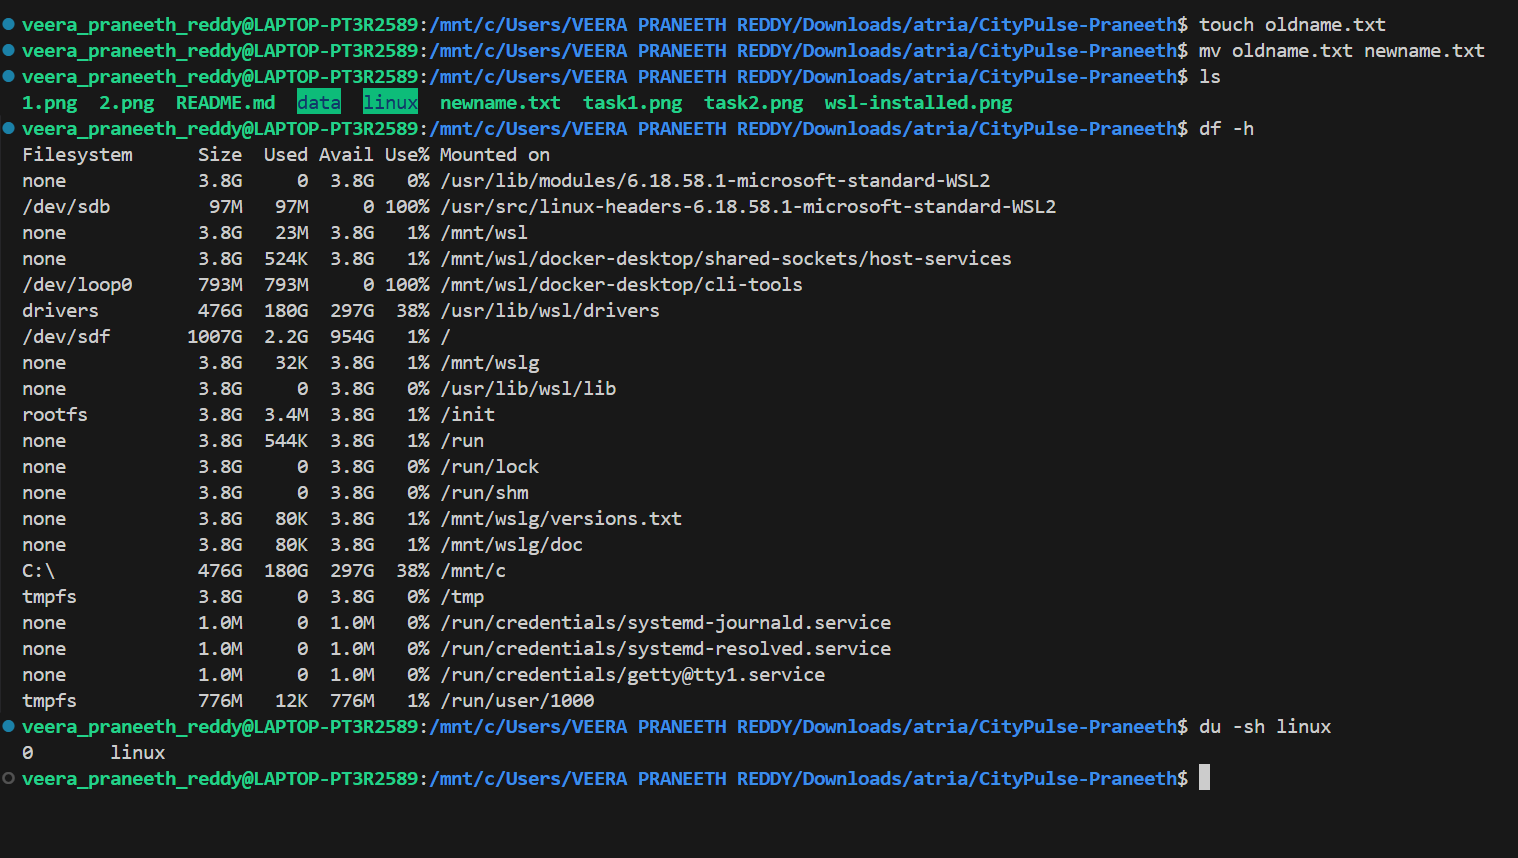 veera_praneeth_reddy@LAPTOP-PT3R2589:/mnt/c/Users/VEERA PRANEETH REDDY/Downloads/atria/CityPulse-Praneeth$ touch oldname.txt
veera_praneeth_reddy@LAPTOP-PT3R2589:/mnt/c/Users/VEERA PRANEETH REDDY/Downloads/atria/CityPulse-Praneeth$ mv oldname.txt newname.txt
veera_praneeth_reddy@LAPTOP-PT3R2589:/mnt/c/Users/VEERA PRANEETH REDDY/Downloads/atria/CityPulse-Praneeth$ ls
1.png  2.png  README.md  data  linux  newname.txt  task1.png  task2.png  wsl-installed.png
veera_praneeth_reddy@LAPTOP-PT3R2589:/mnt/c/Users/VEERA PRANEETH REDDY/Downloads/atria/CityPulse-Praneeth$ df -h
Filesystem      Size  Used Avail Use% Mounted on
none            3.8G     0  3.8G   0% /usr/lib/modules/6.18.58.1-microsoft-standard-WSL2
/dev/sdb         97M   97M     0 100% /usr/src/linux-headers-6.18.58.1-microsoft-standard-WSL2
none            3.8G   23M  3.8G   1% /mnt/wsl
none            3.8G  524K  3.8G   1% /mnt/wsl/docker-desktop/shared-sockets/host-services
/dev/loop0      793M  793M     0 100% /mnt/wsl/docker-desktop/cli-tools
drivers         476G  180G  297G  38% /usr/lib/wsl/drivers
/dev/sdf       1007G  2.2G  954G   1% /
none            3.8G   32K  3.8G   1% /mnt/wslg
none            3.8G     0  3.8G   0% /usr/lib/wsl/lib
rootfs          3.8G  3.4M  3.8G   1% /init
none            3.8G  544K  3.8G   1% /run
none            3.8G     0  3.8G   0% /run/lock
none            3.8G     0  3.8G   0% /run/shm
none            3.8G   80K  3.8G   1% /mnt/wslg/versions.txt
none            3.8G   80K  3.8G   1% /mnt/wslg/doc
C:\             476G  180G  297G  38% /mnt/c
tmpfs           3.8G     0  3.8G   0% /tmp
none            1.0M     0  1.0M   0% /run/credentials/systemd-journald.service
none            1.0M     0  1.0M   0% /run/credentials/systemd-resolved.service
none            1.0M     0  1.0M   0% /run/credentials/getty@tty1.service
tmpfs           776M   12K  776M   1% /run/user/1000
veera_praneeth_reddy@LAPTOP-PT3R2589:/mnt/c/Users/VEERA PRANEETH REDDY/Downloads/atria/CityPulse-Praneeth$ du -sh linux
0       linux
veera_praneeth_reddy@LAPTOP-PT3R2589:/mnt/c/Users/VEERA PRANEETH REDDY/Downloads/atria/CityPulse-Praneeth$